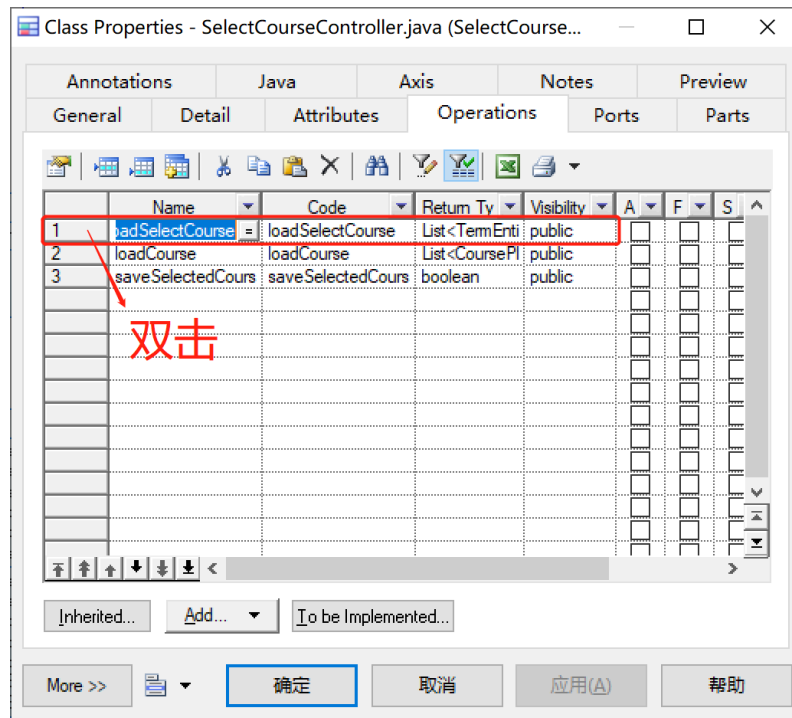 Class Properties - SelectCourseController.java (SelectCourse...
Annotations Java Axis Notes Preview
General Detail Attributes Operations Ports Parts
Name Code Return Ty Visibility A F S
1 oadSelectCourse = loadSelectCourse List<TermEnti public
2 loadCourse loadCourse List<CoursePl public
3 saveSelectedCours saveSelectedCours boolean public
双击
Inherited... Add... To be Implemented...
More >> 确定 取消 应用(A) 帮助